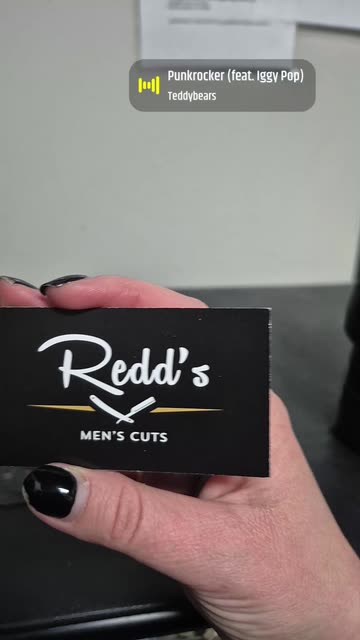 Punkrocker (feat. Iggy Pop)
Teddybears
Redd's
MEN'S CUTS